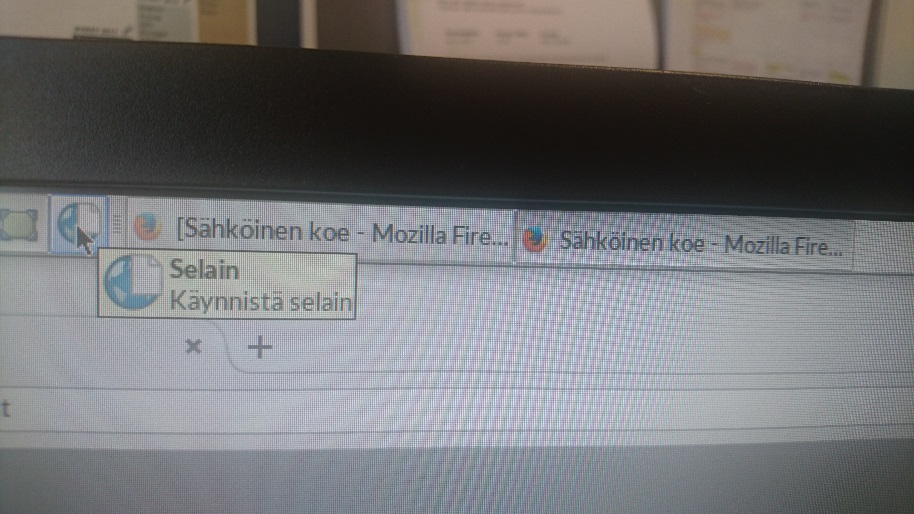 [Sähköinen koe - Mozilla Fire...
Sähköinen koe - Mozilla Fire...
Selain
Käynnistä selain
t